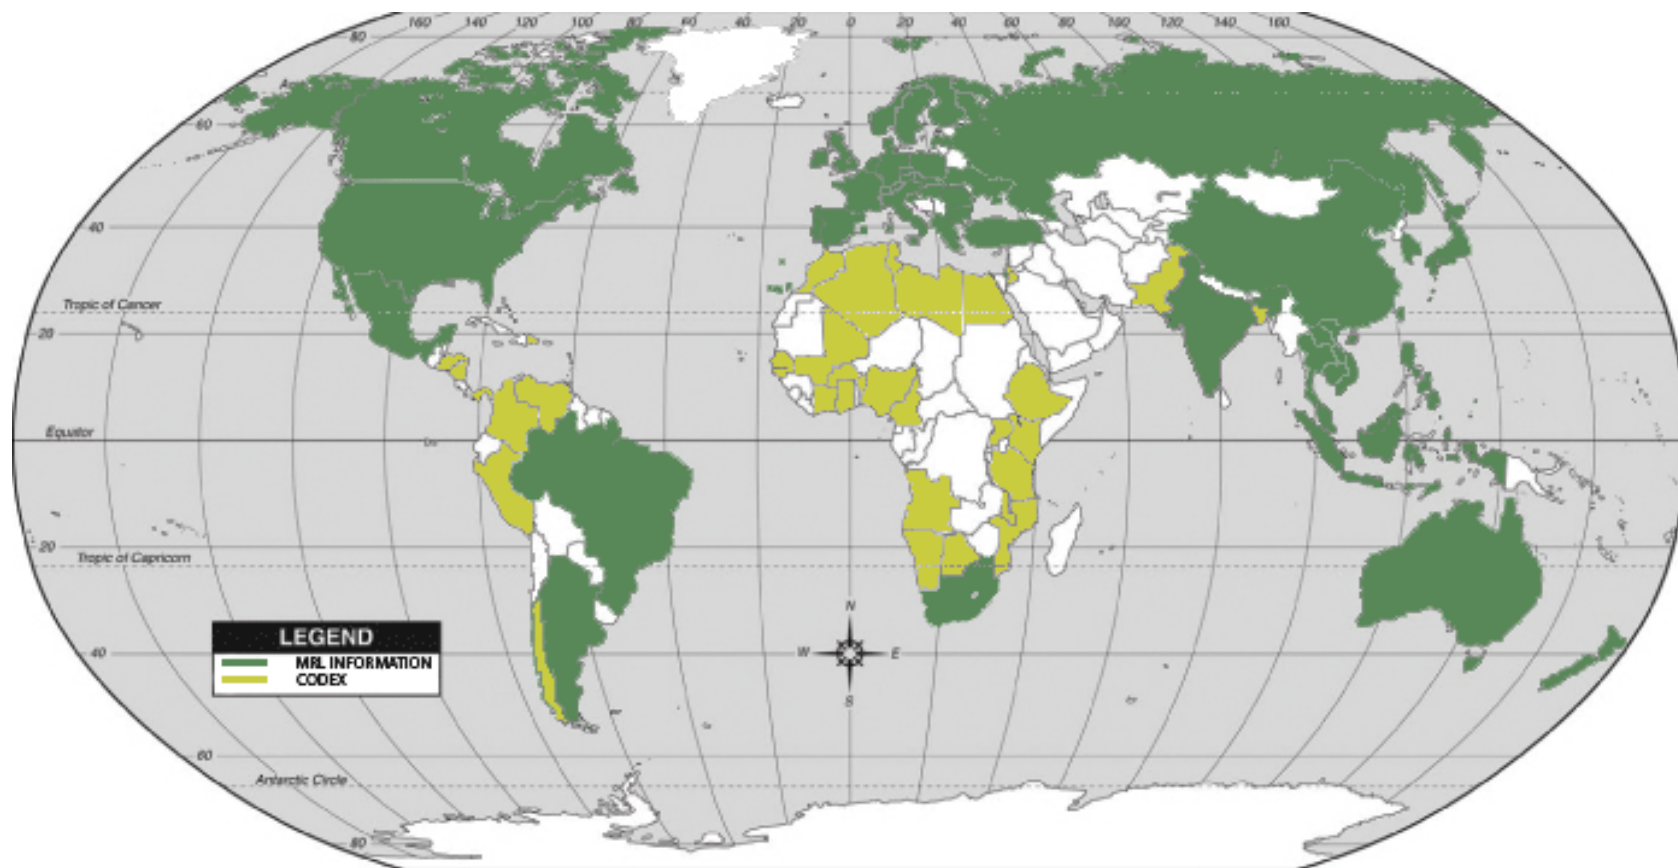 160 140 120 100 80 60 40 20 0 20 40 60 80 100 120 140 160
80
60
40
Tropic of Cancer
20
Equator
20
Tropic of Capricorn
N
LEGEND
MRL INFORMATION
CODEX
40
W E
S
60
Antarctic Circle
80